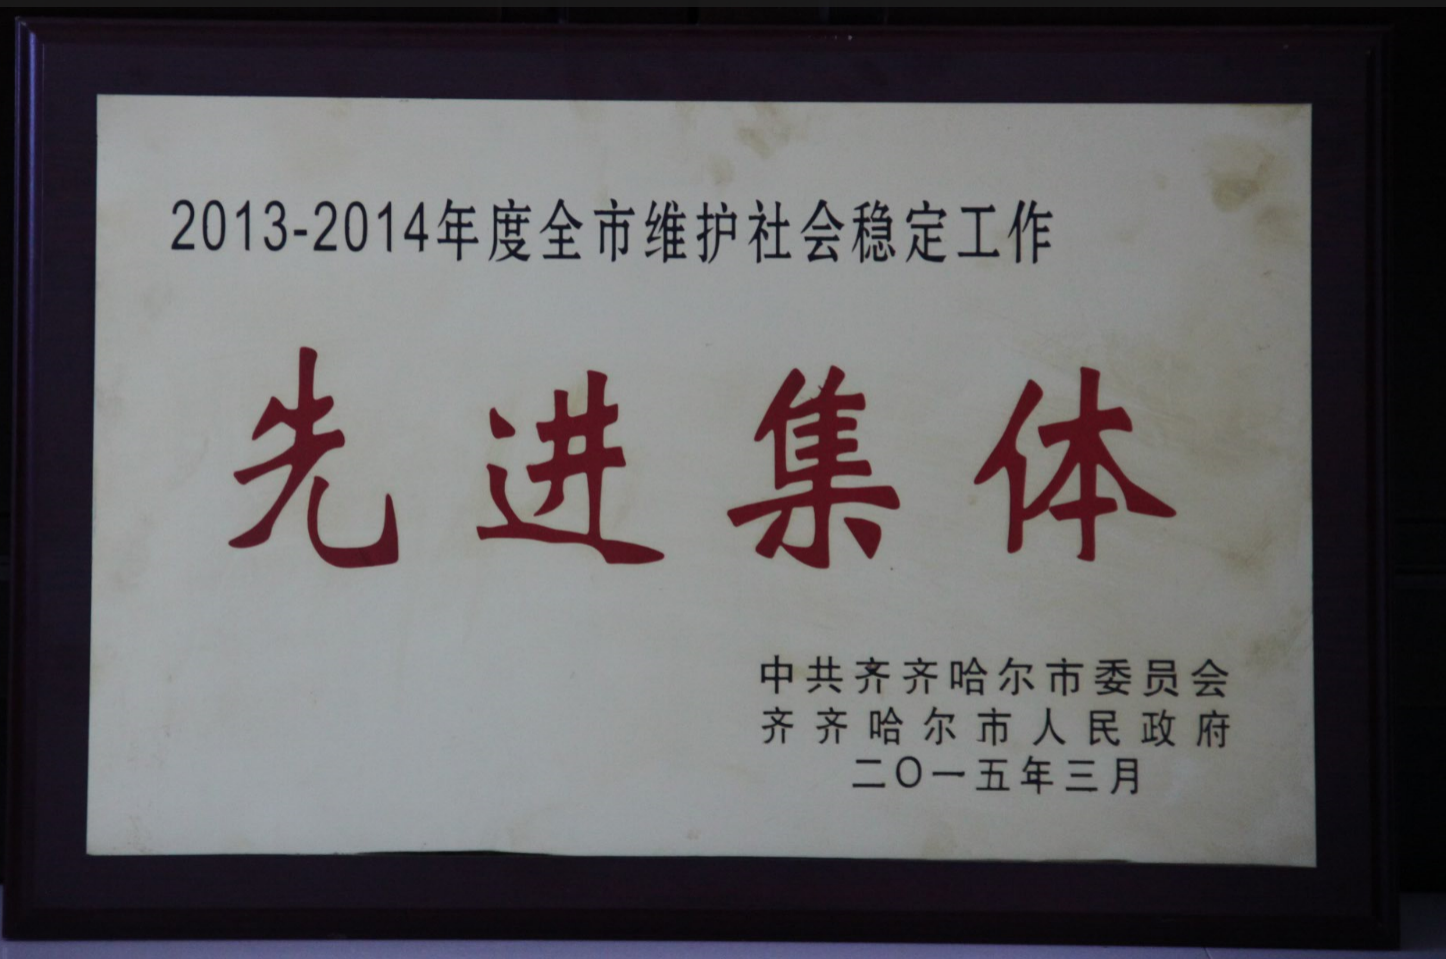 2013-2014年度全市维护社会稳定工作
先进集体
中共齐齐哈尔市委员会
齐齐哈尔市人民政府
二〇一五年三月